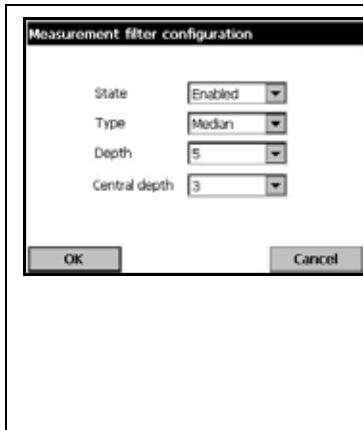 Measurement filter configuration
State Enabled
Type Median
Depth 5
Central depth 3
OK Cancel